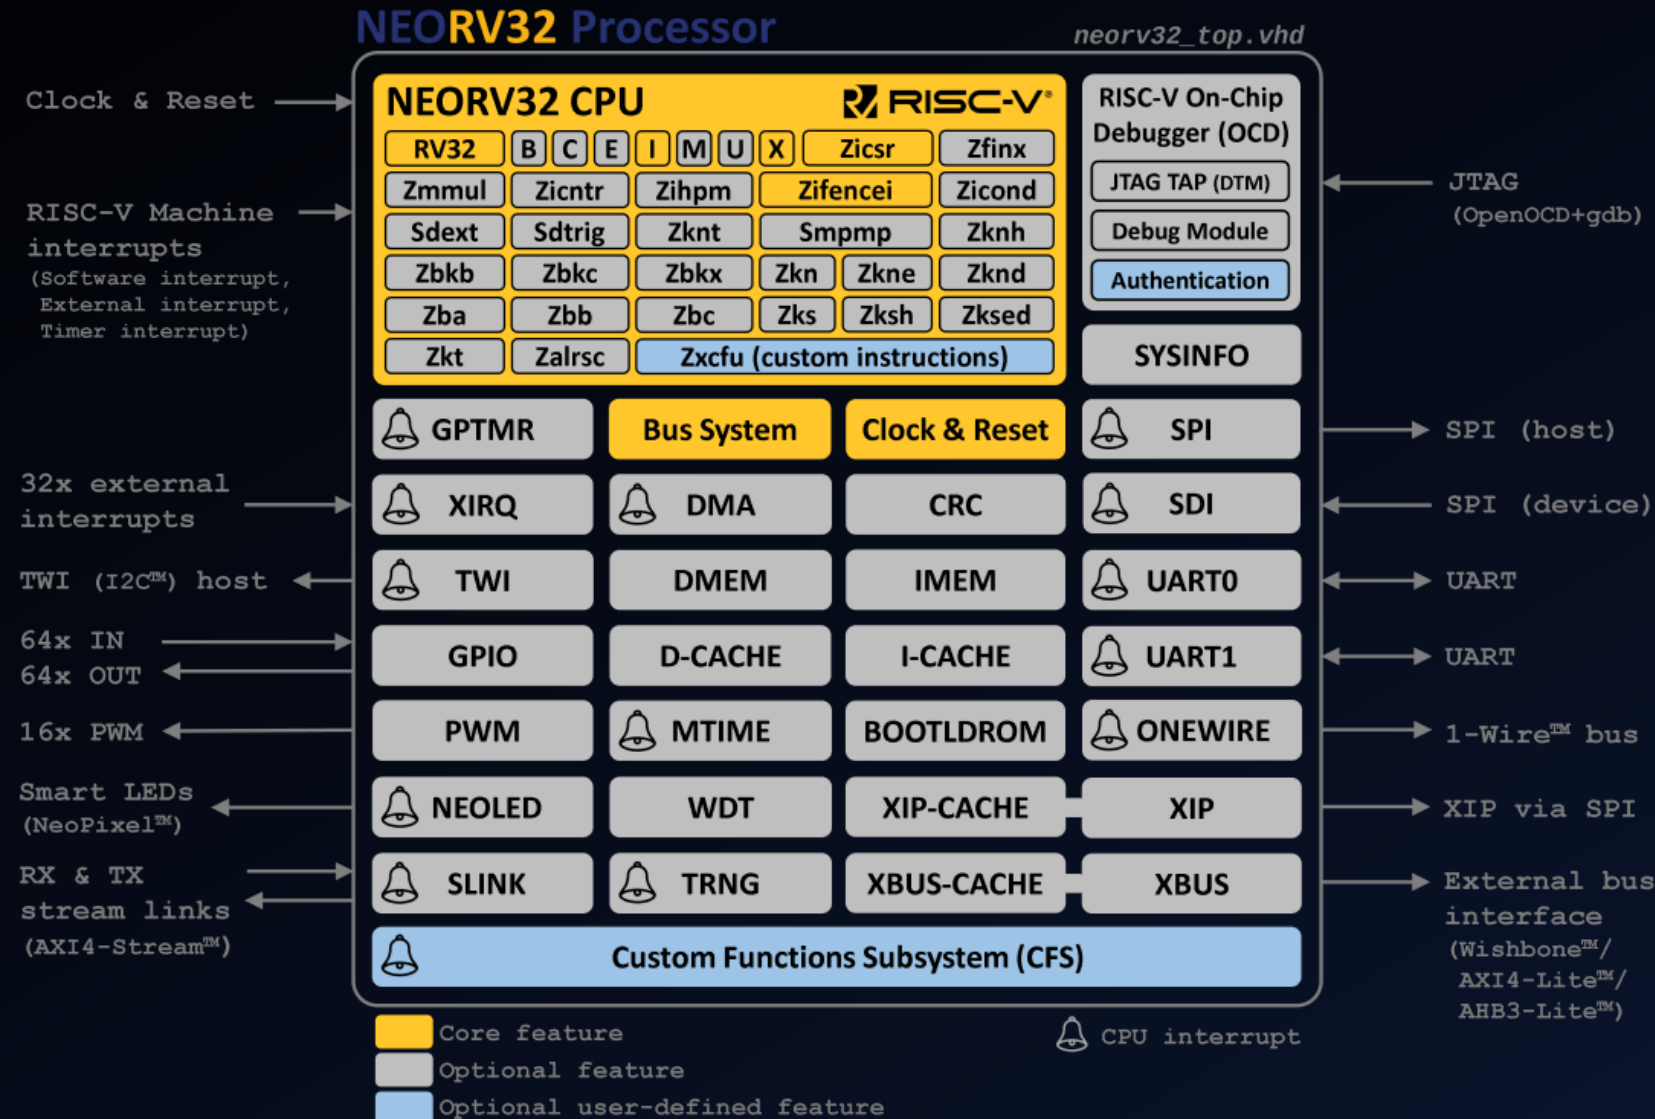 NEORV32 Processor
neorv32_top.vhd
Clock & Reset
RISC-V Machine
interrupts
(Software interrupt,
External interrupt,
Timer interrupt)
32x external
interrupts
TWI (I2C™) host
64x IN
64x OUT
16x PWM
Smart LEDs
(NeoPixel™)
RX & TX
stream links
(AXI4-Stream™)
NEORV32 CPU
RISC-V®
RV32 B C E I M U X Zicsr Zfinx
Zmmul Zicntr Zihpm Zifencei Zicond
Sdext Sdtrig Zknt Smpmp Zknh
Zbkb Zbkc Zbkx Zkn Zkne Zknd
Zba Zbb Zbc Zks Zksh Zksed
Zkt Zalrsc Zxcfu (custom instructions)
RISC-V On-Chip
Debugger (OCD)
JTAG TAP (DTM)
Debug Module
Authentication
SYSINFO
GPTMR Bus System Clock & Reset SPI
XIRQ DMA CRC SDI
TWI DMEM IMEM UART0
GPIO D-CACHE I-CACHE UART1
PWM MTIME BOOTLDROM ONEWIRE
NEOLED WDT XIP-CACHE XIP
SLINK TRNG XBUS-CACHE XBUS
Custom Functions Subsystem (CFS)
JTAG
(OpenOCD+gdb)
SPI (host)
SPI (device)
UART
UART
1-Wire™ bus
XIP via SPI
External bus
interface
(Wishbone™/
AXI4-Lite™/
AHB3-Lite™)
Core feature
Optional feature
Optional user-defined feature
CPU interrupt